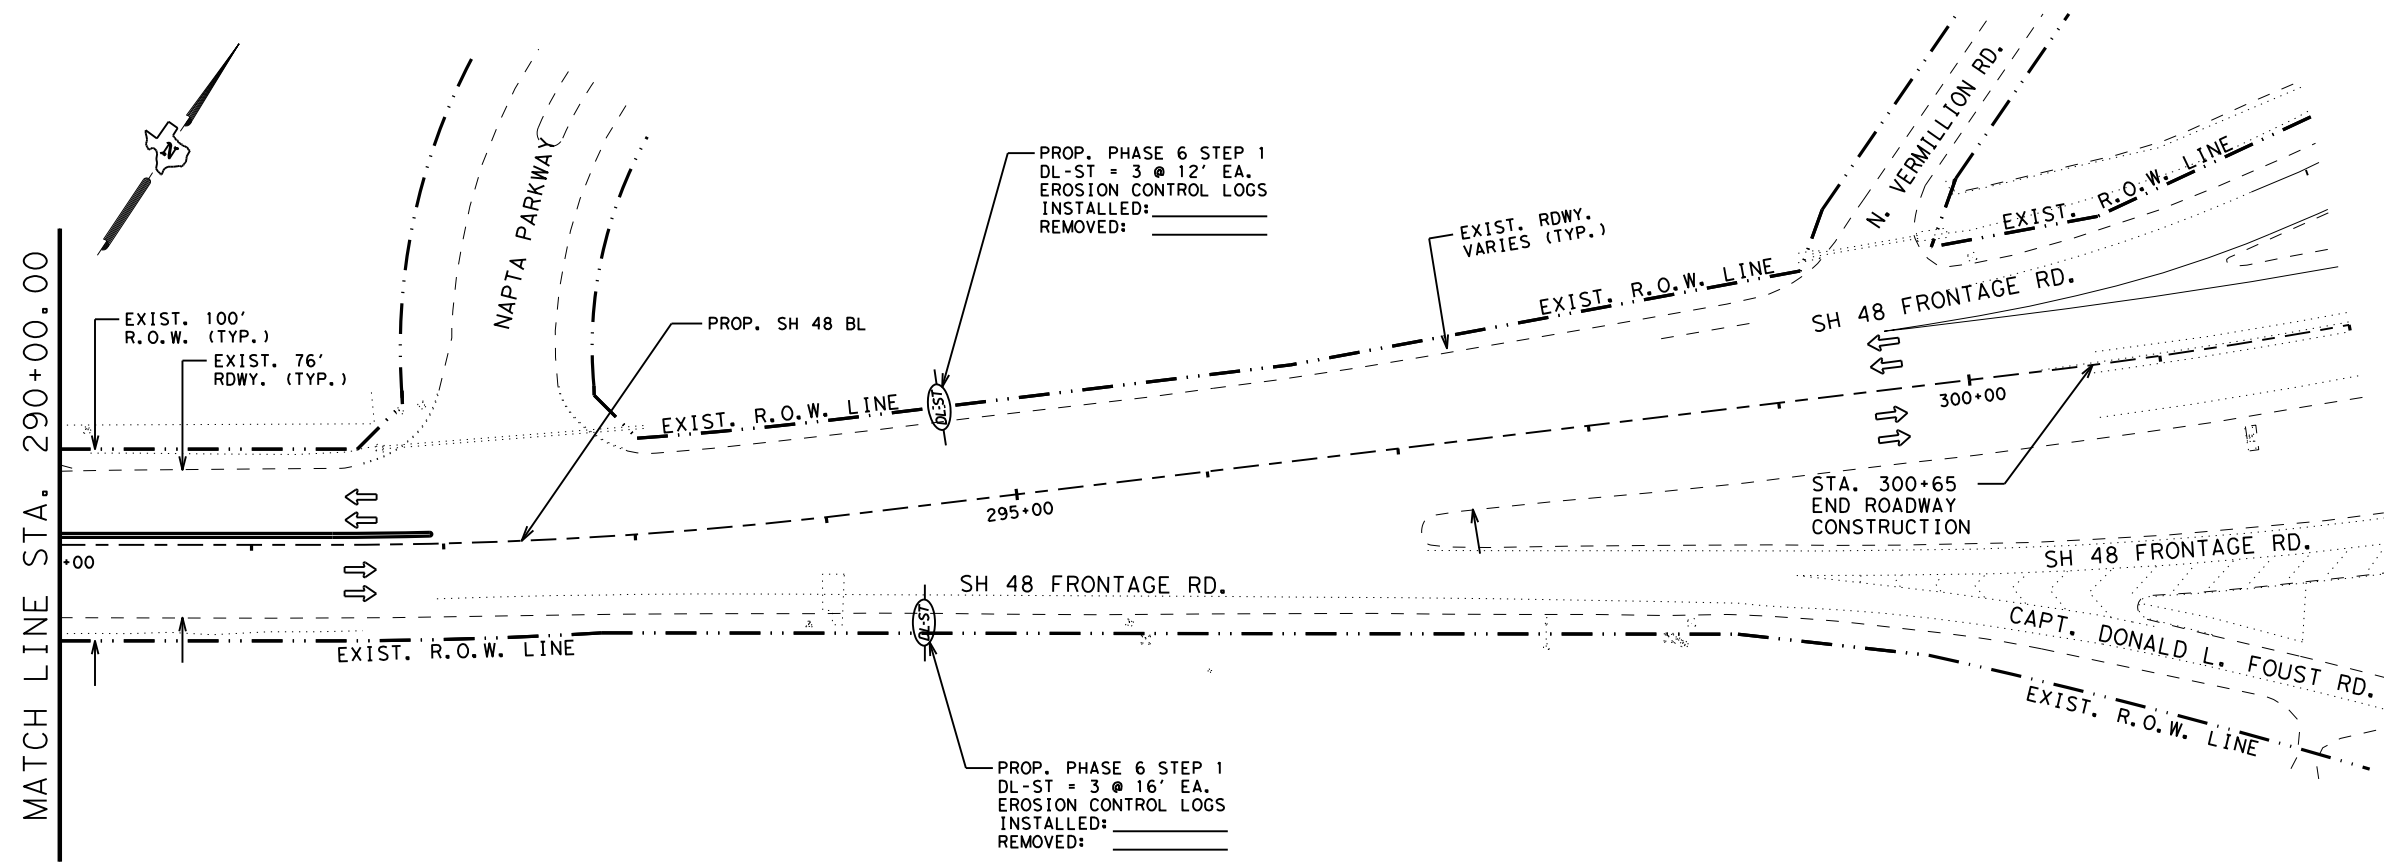 MATCH LINE STA. 290+00.00
N
NAPTA PARKWAY
N. VERMILLION RD.
PROP. PHASE 6 STEP 1
DL-ST = 3 @ 12' EA.
EROSION CONTROL LOGS
INSTALLED:
REMOVED:
EXIST. RDWY.
VARIES (TYP.)
EXIST. R.O.W. LINE
EXIST. R.O.W. LINE
SH 48 FRONTAGE RD.
EXIST. 100'
R.O.W. (TYP.)
EXIST. 76'
RDWY. (TYP.)
PROP. SH 48 BL
EXIST. R.O.W. LINE
DL-ST
300+00
295+00
+00
STA. 300+65
END ROADWAY
CONSTRUCTION
SH 48 FRONTAGE RD.
SH 48 FRONTAGE RD.
DL-ST
CAPT. DONALD L. FOUST RD.
EXIST. R.O.W. LINE
EXIST. R.O.W. LINE
PROP. PHASE 6 STEP 1
DL-ST = 3 @ 16' EA.
EROSION CONTROL LOGS
INSTALLED:
REMOVED: